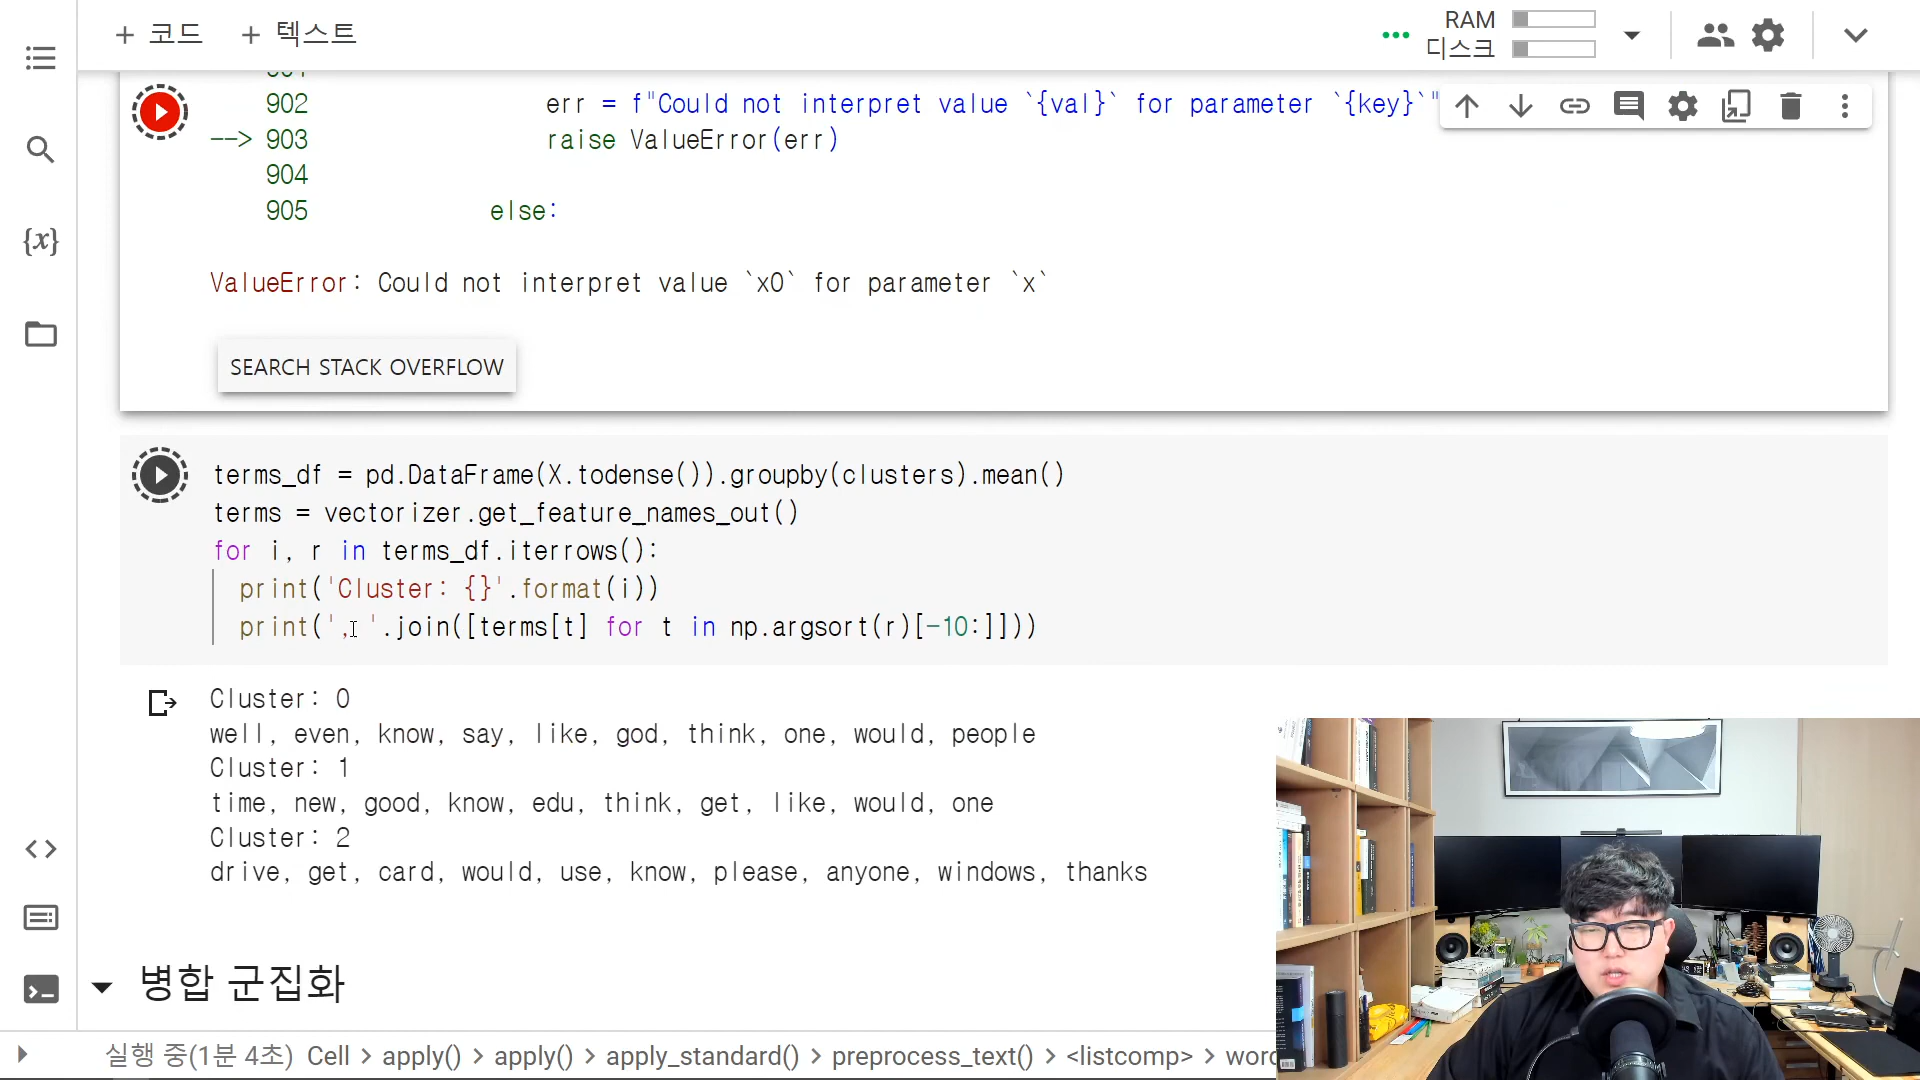 + 코드 + 텍스트
RAM
디스크
902 err = f"Could not interpret value `{val}` for parameter `{key}`"
--> 903 raise ValueError(err)
904
905 else:
ValueError: Could not interpret value `x0` for parameter `x`
SEARCH STACK OVERFLOW
terms_df = pd.DataFrame(X.todense()).groupby(clusters).mean()
terms = vectorizer.get_feature_names_out()
for i, r in terms_df.iterrows():
print('Cluster: {}'.format(i))
print(', '.join([terms[t] for t in np.argsort(r)[-10:]]))
Cluster: 0
well, even, know, say, like, god, think, one, would, people
Cluster: 1
time, new, good, know, edu, think, get, like, would, one
Cluster: 2
drive, get, card, would, use, know, please, anyone, windows, thanks
병합 군집화
실행 중(1분 4초) Cell > apply() > apply() > apply_standard() > preprocess_text() > <listcomp> >